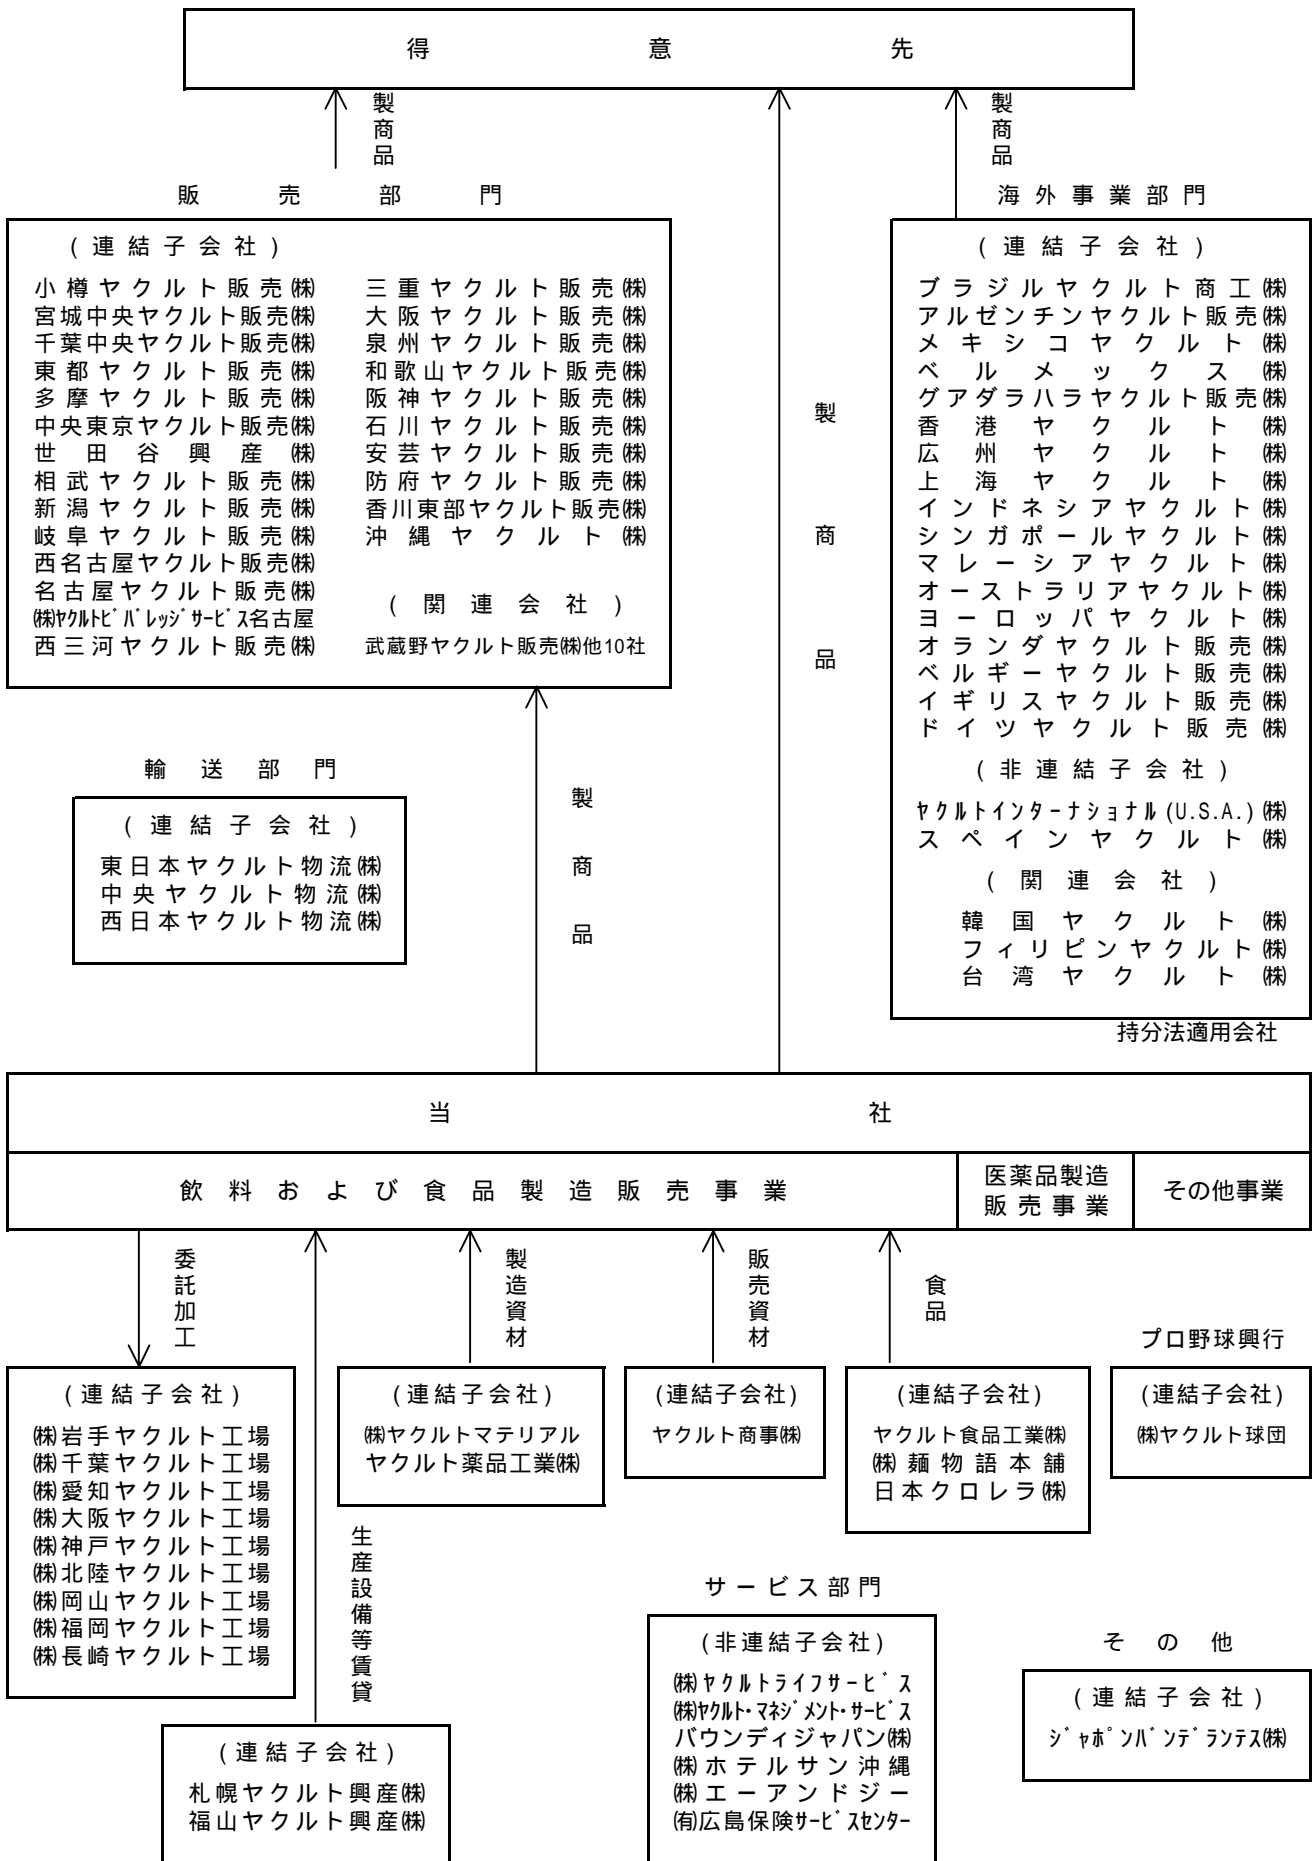 得意先
製商品
製商品
販売部門
海外事業部門
(連結子会社)
小樽ヤクルト販売㈱
宮城中央ヤクルト販売㈱
千葉中央ヤクルト販売㈱
東都ヤクルト販売㈱
多摩ヤクルト販売㈱
中央東京ヤクルト販売㈱
世田谷興産㈱
相武ヤクルト販売㈱
新潟ヤクルト販売㈱
岐阜ヤクルト販売㈱
西名古屋ヤクルト販売㈱
名古屋ヤクルト販売㈱
㈱ﾔｸﾙﾄﾋﾞﾊﾞﾚｯｼﾞｻｰﾋﾞｽ名古屋
西三河ヤクルト販売㈱
三重ヤクルト販売㈱
大阪ヤクルト販売㈱
泉州ヤクルト販売㈱
和歌山ヤクルト販売㈱
阪神ヤクルト販売㈱
石川ヤクルト販売㈱
安芸ヤクルト販売㈱
防府ヤクルト販売㈱
香川東部ヤクルト販売㈱
沖縄ヤクルト㈱
(関連会社)
武蔵野ヤクルト販売㈱他10社
製商品
(連結子会社)
ブラジルヤクルト商工㈱
アルゼンチンヤクルト販売㈱
メキシコヤクルト㈱
ベルメックス㈱
グアダラハラヤクルト販売㈱
香港ヤクルト㈱
広州ヤクルト㈱
上海ヤクルト㈱
インドネシアヤクルト㈱
シンガポールヤクルト㈱
マレーシアヤクルト㈱
オーストラリアヤクルト㈱
ヨーロッパヤクルト㈱
オランダヤクルト販売㈱
ベルギーヤクルト販売㈱
イギリスヤクルト販売㈱
ドイツヤクルト販売㈱
(非連結子会社)
ﾔｸﾙﾄｲﾝﾀｰﾅｼｮﾅﾙ(U.S.A.)㈱
スペインヤクルト㈱
(関連会社)
韓国ヤクルト㈱
フィリピンヤクルト㈱
台湾ヤクルト㈱
持分法適用会社
輸送部門
(連結子会社)
東日本ヤクルト物流㈱
中央ヤクルト物流㈱
西日本ヤクルト物流㈱
製商品
当社
飲料および食品製造販売事業
医薬品製造
販売事業
その他事業
委託加工
製造資材
販売資材
食品
プロ野球興行
(連結子会社)
㈱岩手ヤクルト工場
㈱千葉ヤクルト工場
㈱愛知ヤクルト工場
㈱大阪ヤクルト工場
㈱神戸ヤクルト工場
㈱北陸ヤクルト工場
㈱岡山ヤクルト工場
㈱福岡ヤクルト工場
㈱長崎ヤクルト工場
(連結子会社)
㈱ヤクルトマテリアル
ヤクルト薬品工業㈱
(連結子会社)
ヤクルト商事㈱
(連結子会社)
ヤクルト食品工業㈱
㈱麺物語本舗
日本クロレラ㈱
(連結子会社)
㈱ヤクルト球団
生産設備等賃貸
(連結子会社)
札幌ヤクルト興産㈱
福山ヤクルト興産㈱
サービス部門
(非連結子会社)
㈱ﾔｸﾙﾄﾗｲﾌｻｰﾋﾞｽ
㈱ﾔｸﾙﾄ･ﾏﾈｼﾞﾒﾝﾄ･ｻｰﾋﾞｽ
バウンディジャパン㈱
㈱ホテルサン沖縄
㈱エーアンドジー
㈲広島保険ｻｰﾋﾞｽｾﾝﾀｰ
その他
(連結子会社)
ｼﾞｬﾎﾟﾝﾊﾞﾝﾃﾞﾗﾝﾃｽ㈱